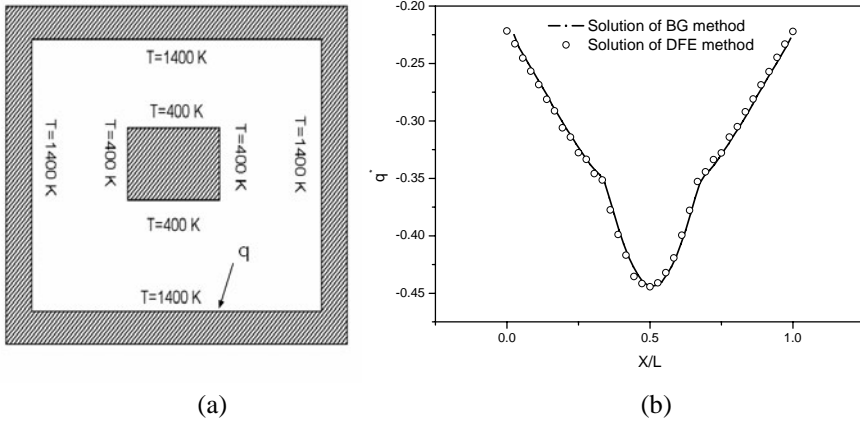 T=1400 K
T=400 K
T=1400 K
T=400 K
T=400 K
T=1400 K
T=400 K
q
T=1400 K
(a)
-0.20
-0.25
-0.30
-0.35
-0.40
-0.45
q*
Solution of BG method
Solution of DFE method
0.0
0.5
1.0
X/L
(b)